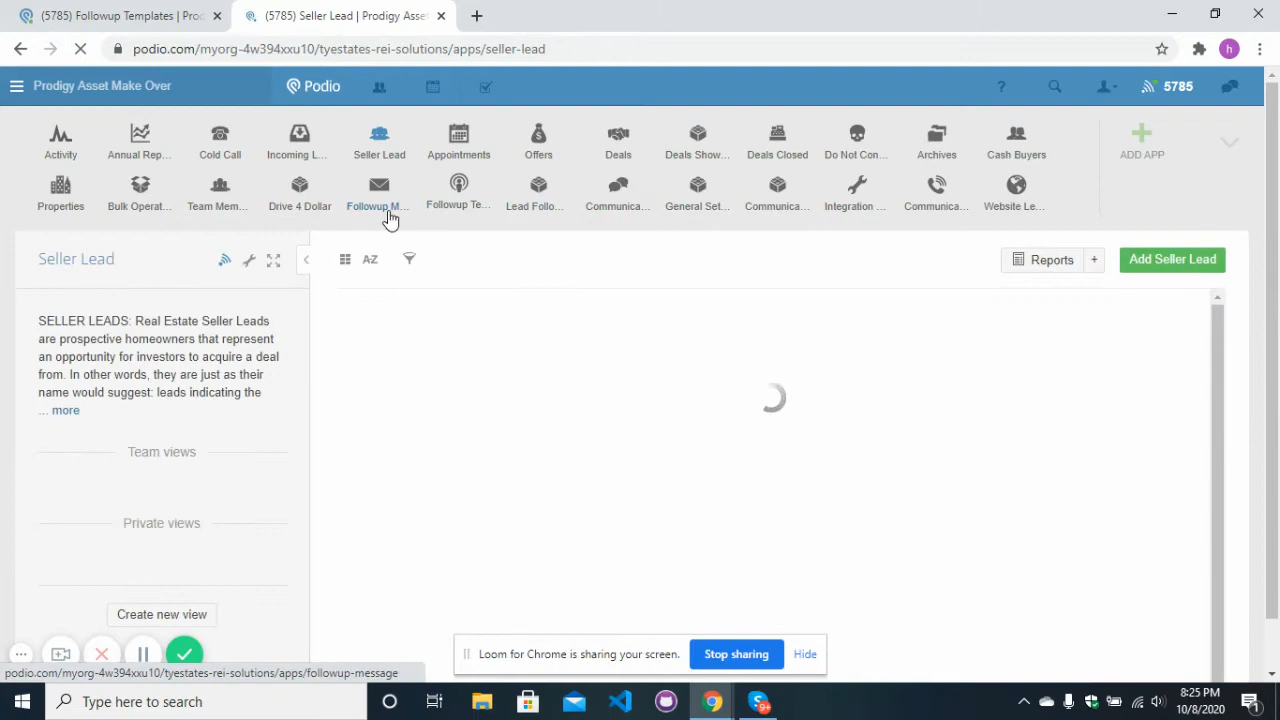 (5785) Followup Templates | Proc
(5785) Seller Lead | Prodigy Asse
podio.com/myorg-4w394xxu10/tyestates-rei-solutions/apps/seller-lead
h
Prodigy Asset Make Over
Podio
?
5785
Activity
Annual Rep...
Cold Call
Incoming L...
Seller Lead
Appointments
Offers
Deals
Deals Show...
Deals Closed
Do Not Con...
Archives
Cash Buyers
ADD APP
Properties
Bulk Operat...
Team Mem...
Drive 4 Dollar
Followup M...
Followup Te...
Lead Follo...
Communica...
General Set...
Communica...
Integration ...
Communica...
Website Le...
Seller Lead
A-Z
Reports
+
Add Seller Lead
SELLER LEADS: Real Estate Seller Leads
are prospective homeowners that represent
an opportunity for investors to acquire a deal
from. In other words, they are just as their
name would suggest: leads indicating the
... more
Team views
Private views
Create new view
Loom for Chrome is sharing your screen.
Stop sharing
Hide
podio.com/myorg-4w394xxu10/tyestates-rei-solutions/apps/followup-message
Type here to search
9+
8:25 PM
10/8/2020
1